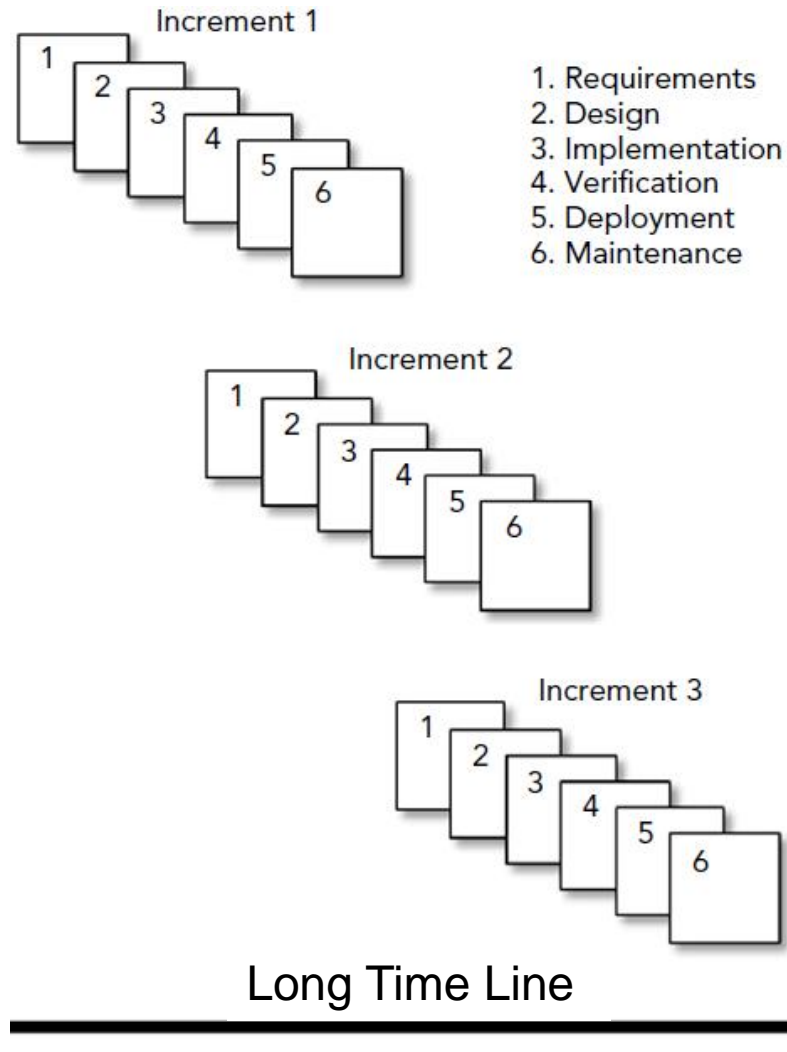 Increment 1
1
2
3
4
5
6
1. Requirements
2. Design
3. Implementation
4. Verification
5. Deployment
6. Maintenance
Increment 2
1
2
3
4
5
6
Increment 3
1
2
3
4
5
6
Long Time Line